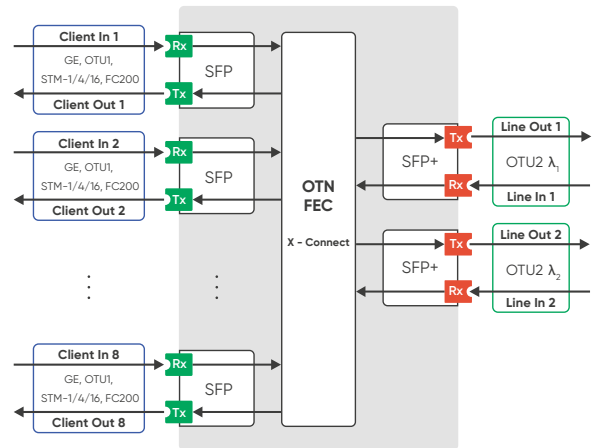 Client In 1
GE, OTU1,
STM-1/4/16, FC200
Client Out 1
Rx
Tx
SFP
Client In 2
GE, OTU1,
STM-1/4/16, FC200
Client Out 2
Rx
Tx
SFP
Client In 8
GE, OTU1,
STM-1/4/16, FC200
Client Out 8
Rx
Tx
SFP
OTN
FEC
X - Connect
SFP+
Tx
Rx
Line Out 1
OTU2 λ1
Line In 1
SFP+
Tx
Rx
Line Out 2
OTU2 λ2
Line In 2